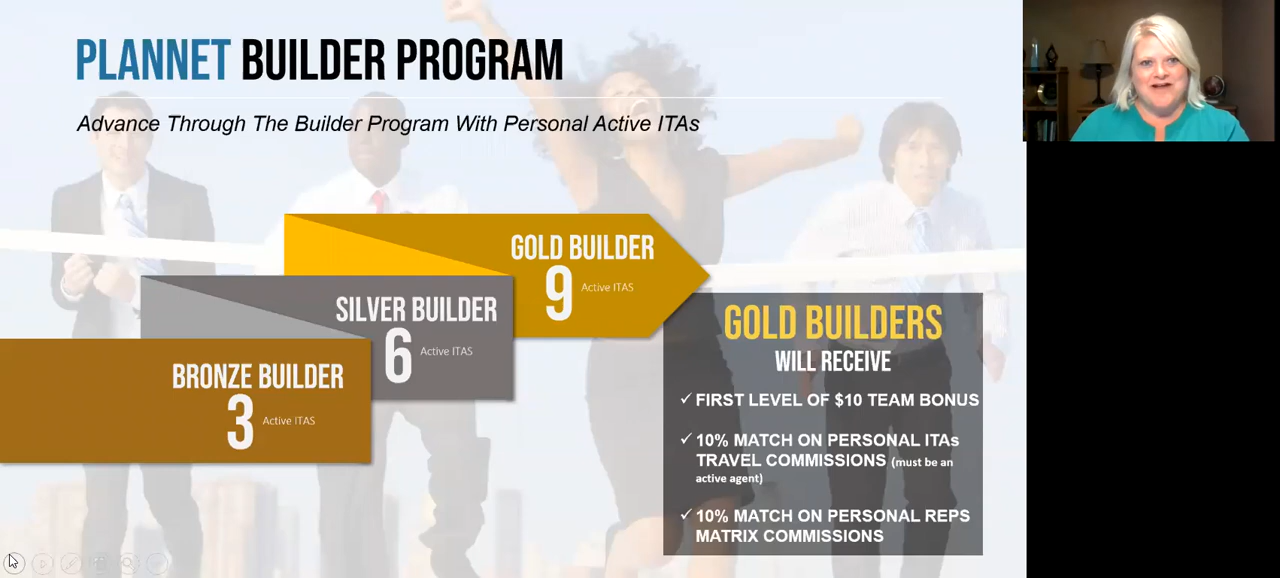 PLANNET BUILDER PROGRAM
Advance Through The Builder Program With Personal Active ITAs
GOLD BUILDER
9 Active ITAS
SILVER BUILDER
6 Active ITAS
BRONZE BUILDER
3 Active ITAS
GOLD BUILDERS
WILL RECEIVE
✓ FIRST LEVEL OF $10 TEAM BONUS
✓ 10% MATCH ON PERSONAL ITAs
TRAVEL COMMISSIONS (must be an
active agent)
✓ 10% MATCH ON PERSONAL REPS
MATRIX COMMISSIONS